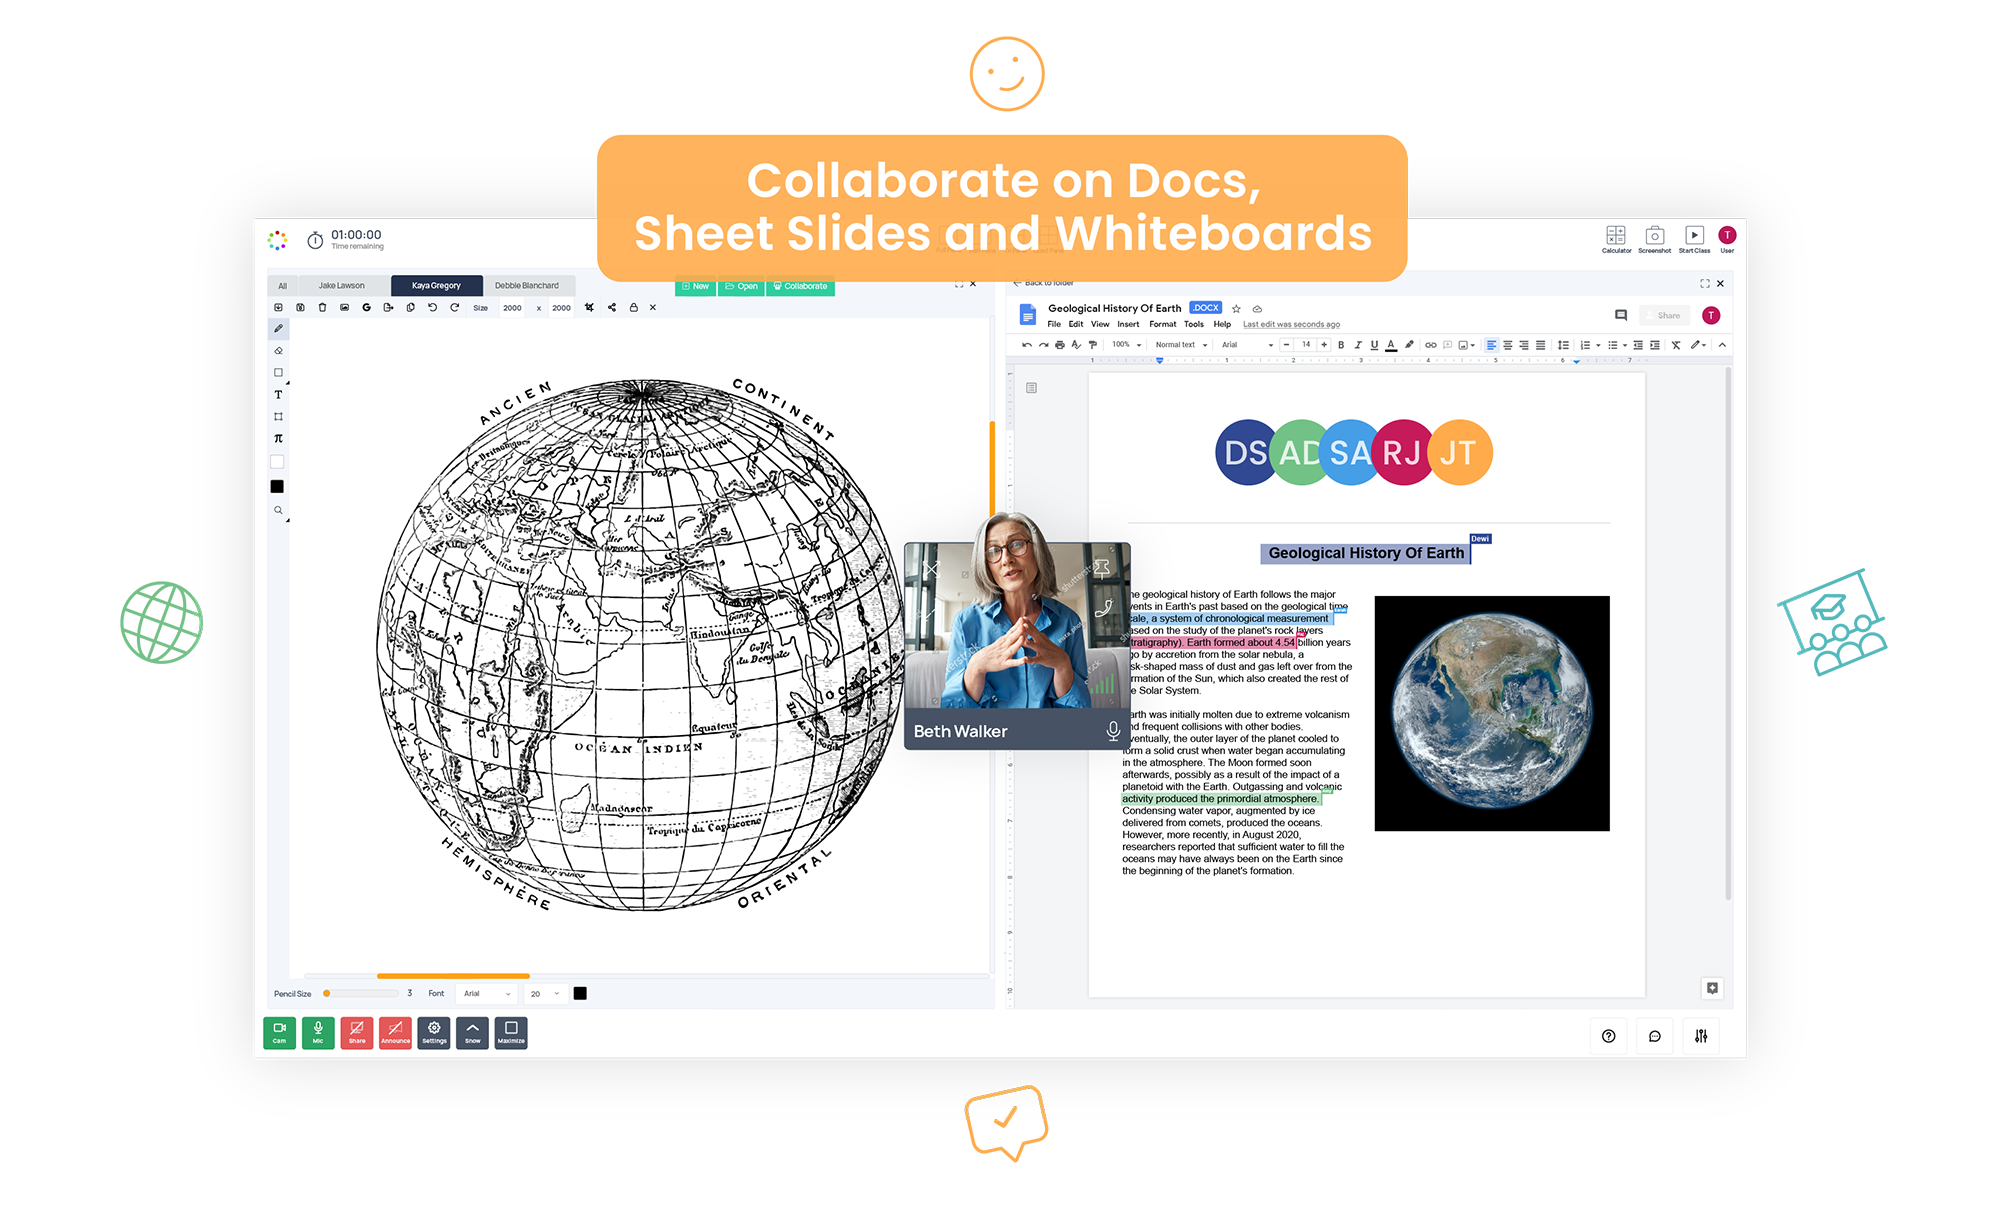 Collaborate on Docs,
Sheet Slides and Whiteboards
01:00:00
Time remaining
Calculator
Screenshot
Start Class
User
T
All
Jake Lawson
Kaya Gregory
Debbie Blanchard
New
Open
Collaborate
Size
2000
x
2000
T
π
ANCIEN
CONTINENT
Cercle Polaire Arctique
Hindoustan
Golfe
du Bengale
Equateur
OCÉAN INDIEN
OCÉANIE
Madagascar
Tropique du Capricorne
HÉMISPHÈRE
ORIENTAL
Pencil Size
3
Font
Arial
20
Cam
Mic
Share
Announce
Settings
Show
Maximize
Beth Walker
Back to folder
Geological History Of Earth
.DOCX
File Edit View Insert Format Tools Help
Last edit was seconds ago
Share
T
100%
Normal text
Arial
14
B
I
U
A
DS
AD
SA
RJ
JT
Dewi
Geological History Of Earth
he geological history of Earth follows the major
vents in Earth's past based on the geological time
cale, a system of chronological measurement
ased on the study of the planet's rock layers
tratigraphy). Earth formed about 4.54 billion years
go by accretion from the solar nebula, a
sk-shaped mass of dust and gas left over from the
rmation of the Sun, which also created the rest of
e Solar System.
arth was initially molten due to extreme volcanism
nd frequent collisions with other bodies.
ventually, the outer layer of the planet cooled to
form a solid crust when water began accumulating
in the atmosphere. The Moon formed soon
afterwards, possibly as a result of the impact of a
planetoid with the Earth. Outgassing and volcanic
activity produced the primordial atmosphere.
Condensing water vapor, augmented by ice
delivered from comets, produced the oceans.
However, more recently, in August 2020,
researchers reported that sufficient water to fill the
oceans may have always been on the Earth since
the beginning of the planet's formation.